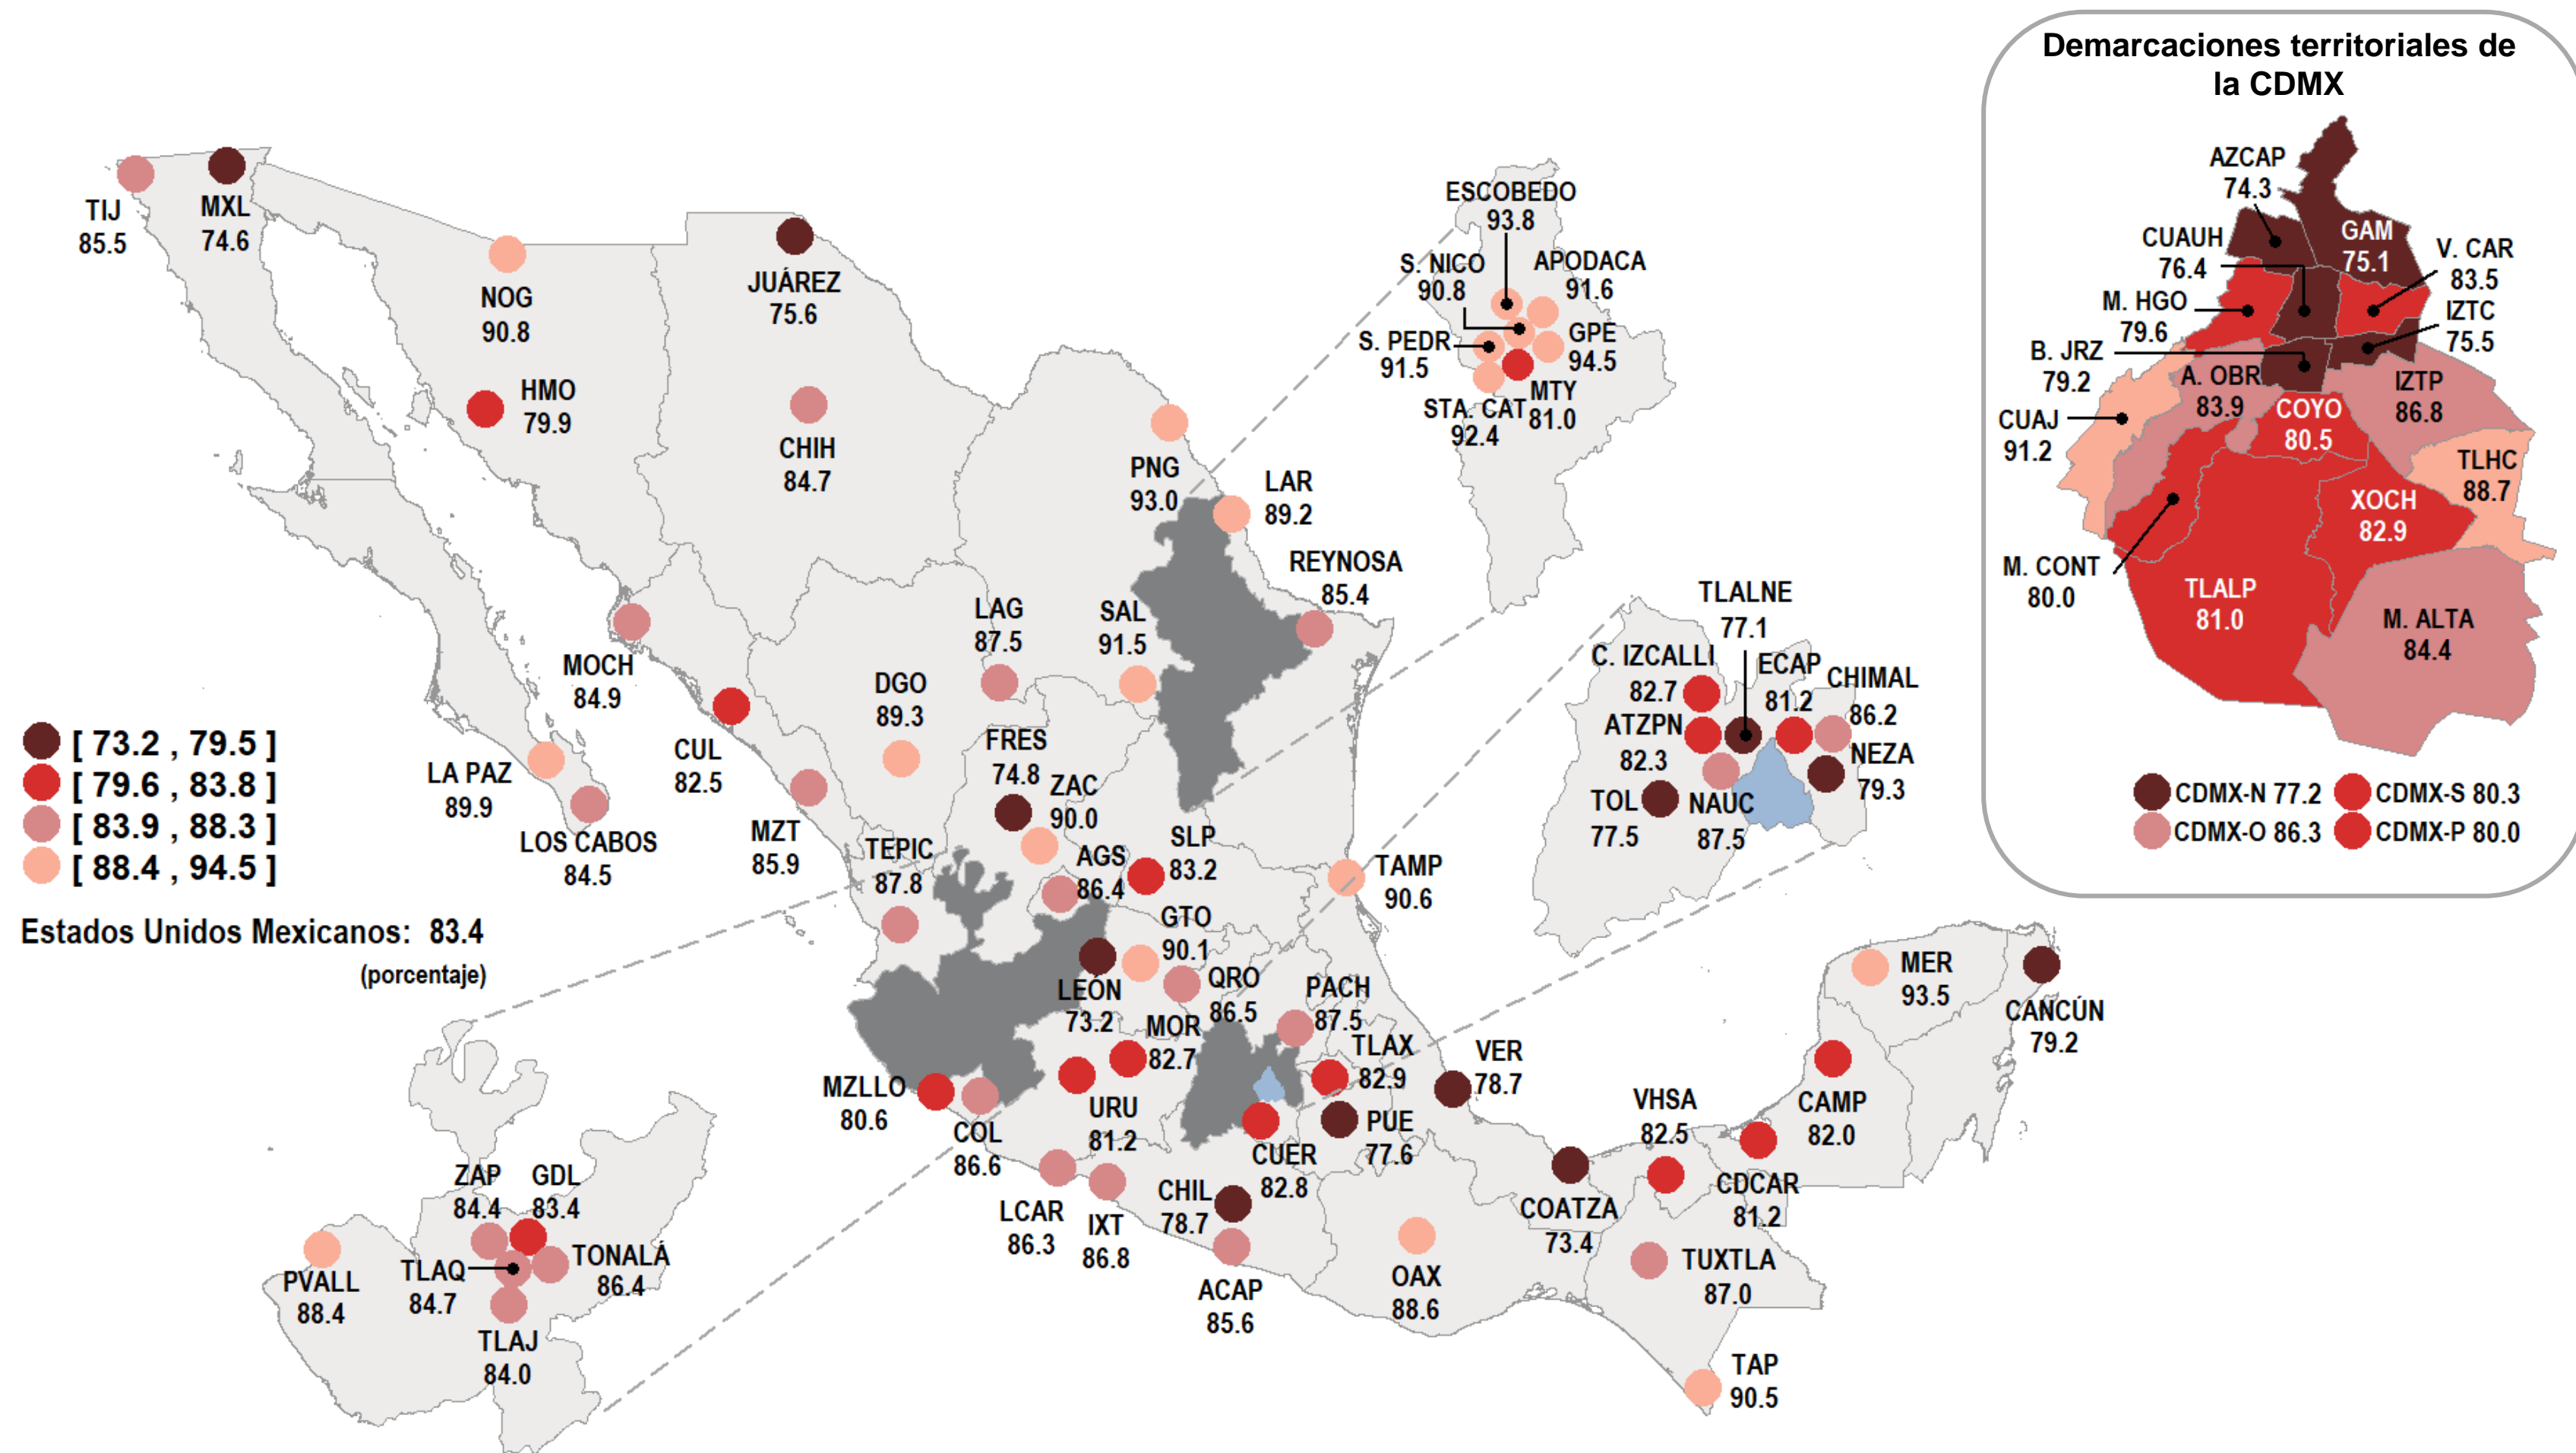 Demarcaciones territoriales de
la CDMX
AZCAP
74.3
GAM
75.1
CUAUH
76.4
V. CAR
83.5
M. HGO
79.6
IZTC
75.5
B. JRZ
79.2
A. OBR
83.9
IZTP
86.8
CUAJ
91.2
COYO
80.5
TLHC
88.7
XOCH
82.9
M. CONT
80.0
TLALP
81.0
M. ALTA
84.4
CDMX-N 77.2
CDMX-S 80.3
CDMX-O 86.3
CDMX-P 80.0
TIJ
85.5
MXL
74.6
NOG
90.8
JUÁREZ
75.6
HMO
79.9
CHIH
84.7
ESCOBEDO
93.8
S. NICO
90.8
APODACA
91.6
S. PEDR
91.5
GPE
94.5
STA. CAT
92.4
MTY
81.0
PNG
93.0
LAR
89.2
REYNOSA
85.4
LAG
87.5
SAL
91.5
MOCH
84.9
DGO
89.3
CUL
82.5
FRES
74.8
ZAC
90.0
LA PAZ
89.9
LOS CABOS
84.5
MZT
85.9
TEPIC
87.8
AGS
86.4
SLP
83.2
TAMP
90.6
TLALNE
77.1
C. IZCALLI
82.7
ECAP
81.2
CHIMAL
86.2
ATZPN
82.3
NEZA
79.3
TOL
77.5
NAUC
87.5
[ 73.2 , 79.5 ]
[ 79.6 , 83.8 ]
[ 83.9 , 88.3 ]
[ 88.4 , 94.5 ]
Estados Unidos Mexicanos: 83.4
(porcentaje)
GTO
90.1
LEÓN
73.2
QRO
86.5
PACH
87.5
MOR
82.7
TLAX
82.9
VER
78.7
MZLLO
80.6
COL
86.6
URU
81.2
CUER
82.8
PUE
77.6
LCAR
86.3
IXT
86.8
CHIL
78.7
ACAP
85.6
OAX
88.6
COATZA
73.4
VHSA
82.5
CDCAR
81.2
CAMP
82.0
MER
93.5
CANCÚN
79.2
TUXTLA
87.0
TAP
90.5
ZAP
84.4
GDL
83.4
PVALL
88.4
TLAQ
84.7
TONALÁ
86.4
TLAJ
84.0